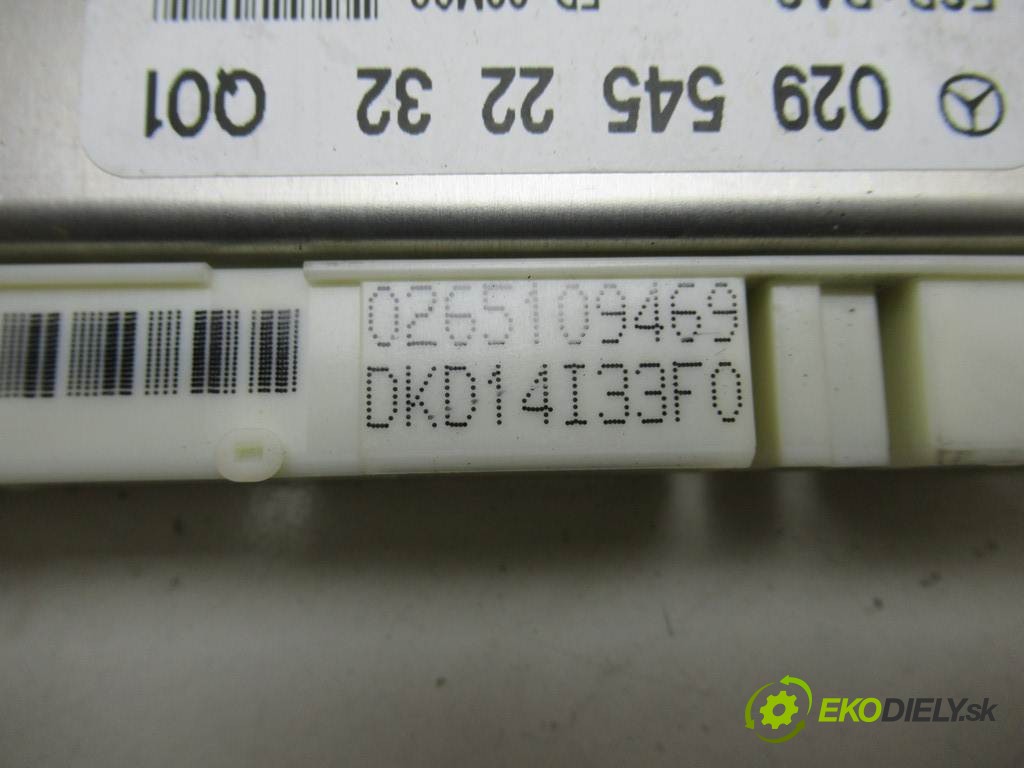 029 545 22 32 Q01
0265109469
DKD14I33F0
EKODIELY.sk